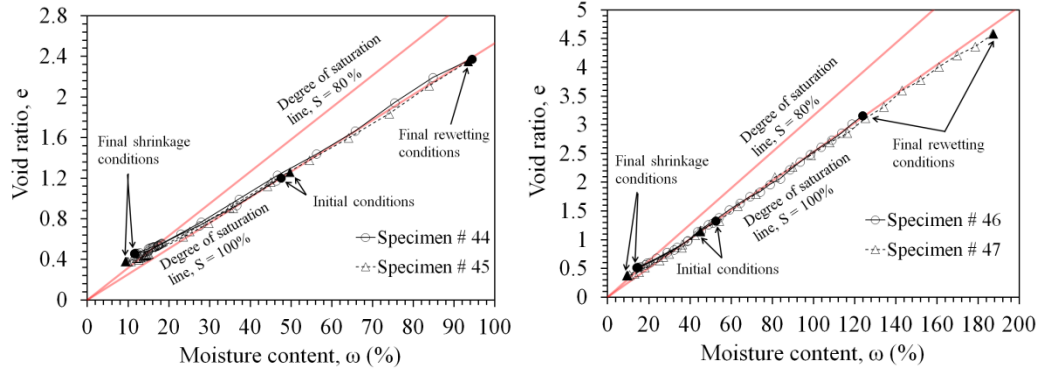 2.8
2.4
2.0
1.6
1.2
0.8
0.4
0
Void ratio, e
0 10 20 30 40 50 60 70 80 90 100
Moisture content, ω (%)
Degree of saturation
line, S = 80 %
Final shrinkage
conditions
Final rewetting
conditions
Initial conditions
Degree of saturation
line, S = 100%
Specimen # 44
Specimen # 45
5
4.5
4
3.5
3
2.5
2
1.5
1
0.5
0
Void ratio, e
0 20 40 60 80 100 120 140 160 180 200
Moisture content, ω (%)
Degree of saturation
line, S = 80%
Final shrinkage
conditions
Final rewetting
conditions
Degree of saturation
line, S = 100%
Initial conditions
Specimen # 46
Specimen # 47